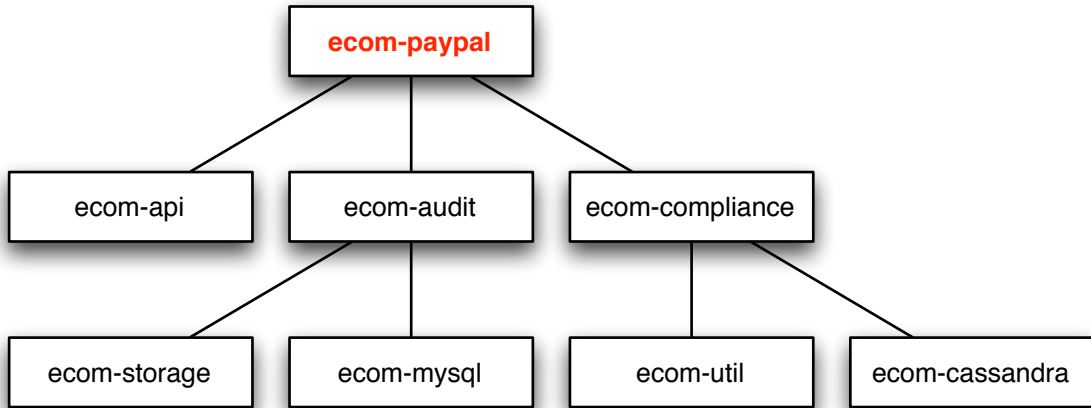 ecom-paypal
ecom-api
ecom-audit
ecom-compliance
ecom-storage
ecom-mysql
ecom-util
ecom-cassandra